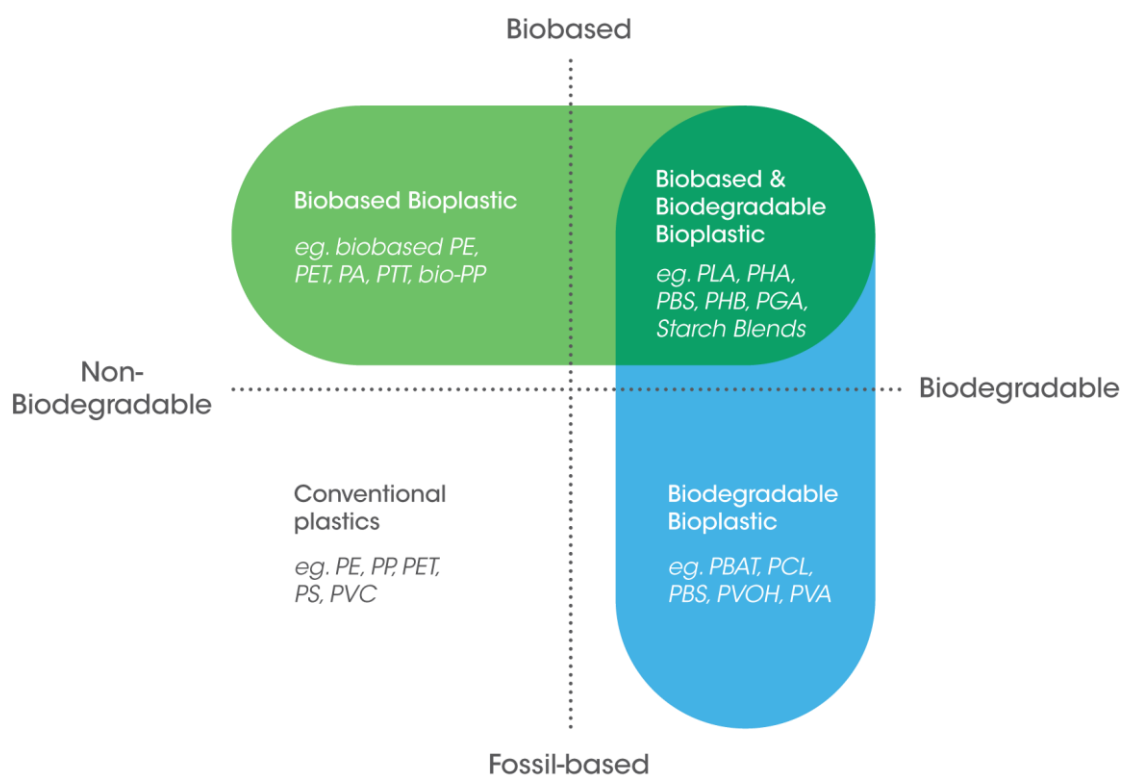 Biobased
Biobased Bioplastic
eg. biobased PE,
PET, PA, PTT, bio-PP
Biobased &
Biodegradable
Bioplastic
eg. PLA, PHA,
PBS, PHB, PGA,
Starch Blends
Non-
Biodegradable
Biodegradable
Conventional
plastics
eg. PE, PP, PET,
PS, PVC
Biodegradable
Bioplastic
eg. PBAT, PCL,
PBS, PVOH, PVA
Fossil-based